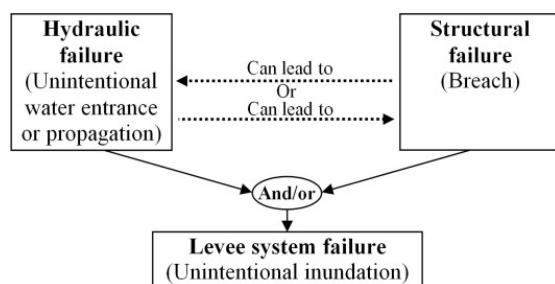 Hydraulic
failure
(Unintentional
water entrance
or propagation)
Can lead to
Or
Can lead to
Structural
failure
(Breach)
And/or
Levee system failure
(Unintentional inundation)